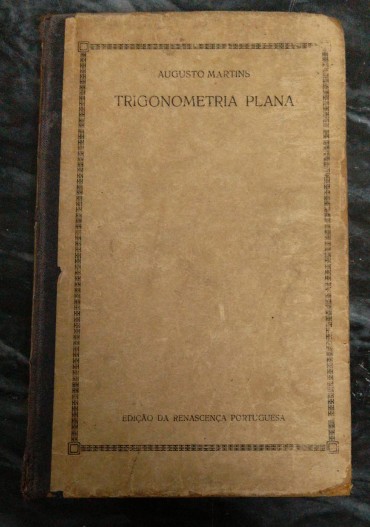 AUGUSTO MARTINS
TRIGONOMETRIA PLANA
EDIÇÃO DA RENASCENÇA PORTUGUESA